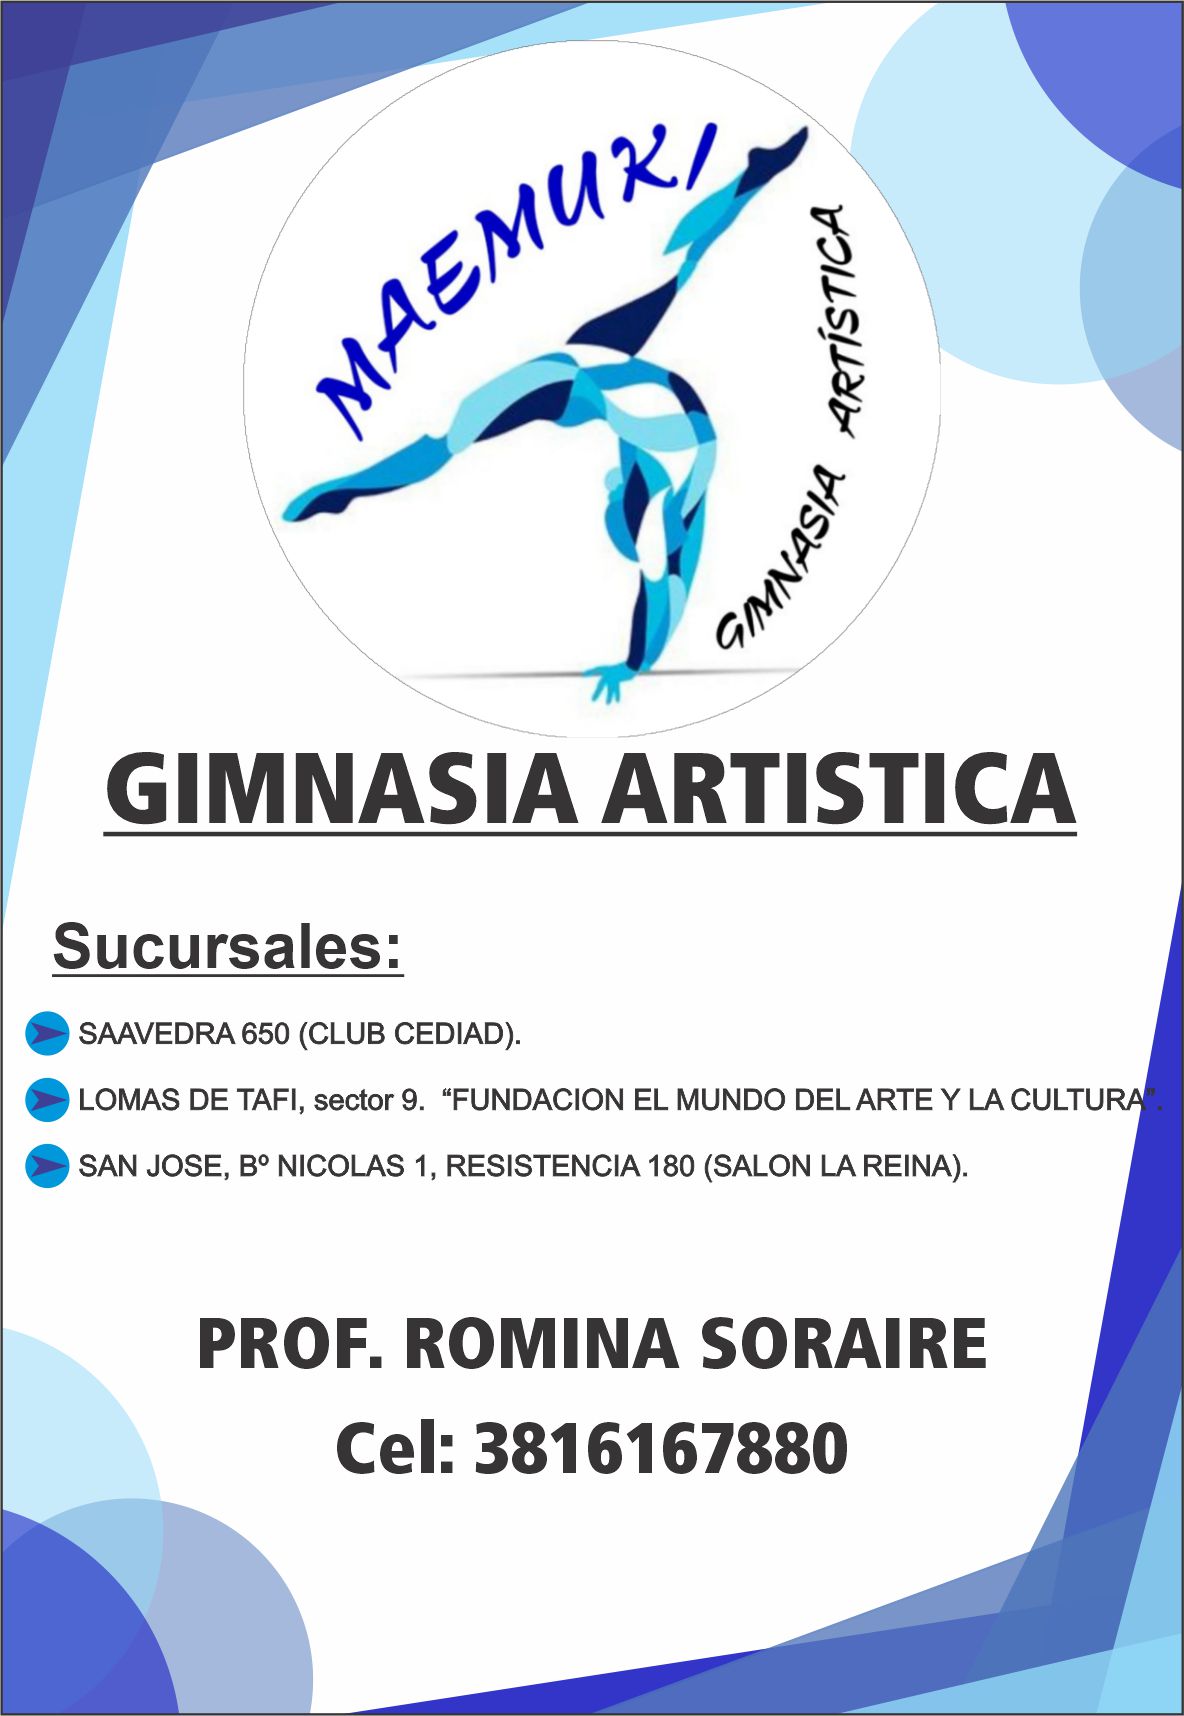 MAEMUKI
GIMNASIA ARTÍSTICA
GIMNASIA ARTISTICA
Sucursales:
SAAVEDRA 650 (CLUB CEDIAD).
LOMAS DE TAFI, sector 9. “FUNDACION EL MUNDO DEL ARTE Y LA CULTURA”.
SAN JOSE, Bº NICOLAS 1, RESISTENCIA 180 (SALON LA REINA).
PROF. ROMINA SORAIRE
Cel: 3816167880